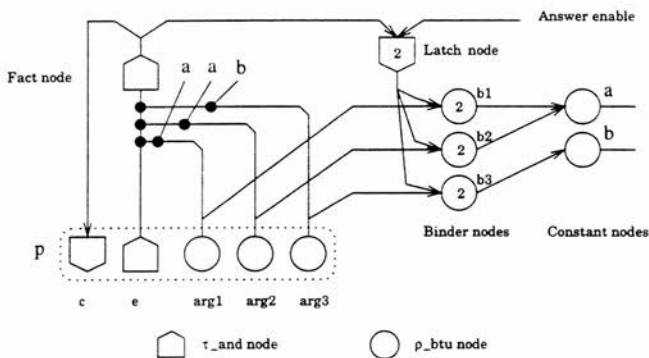 Answer enable
2
Latch node
Fact node
a
a
b
2
b1
a
2
b2
b
2
b3
Binder nodes
Constant nodes
p
c
e
arg1
arg2
arg3
τ_and node
ρ_btu node